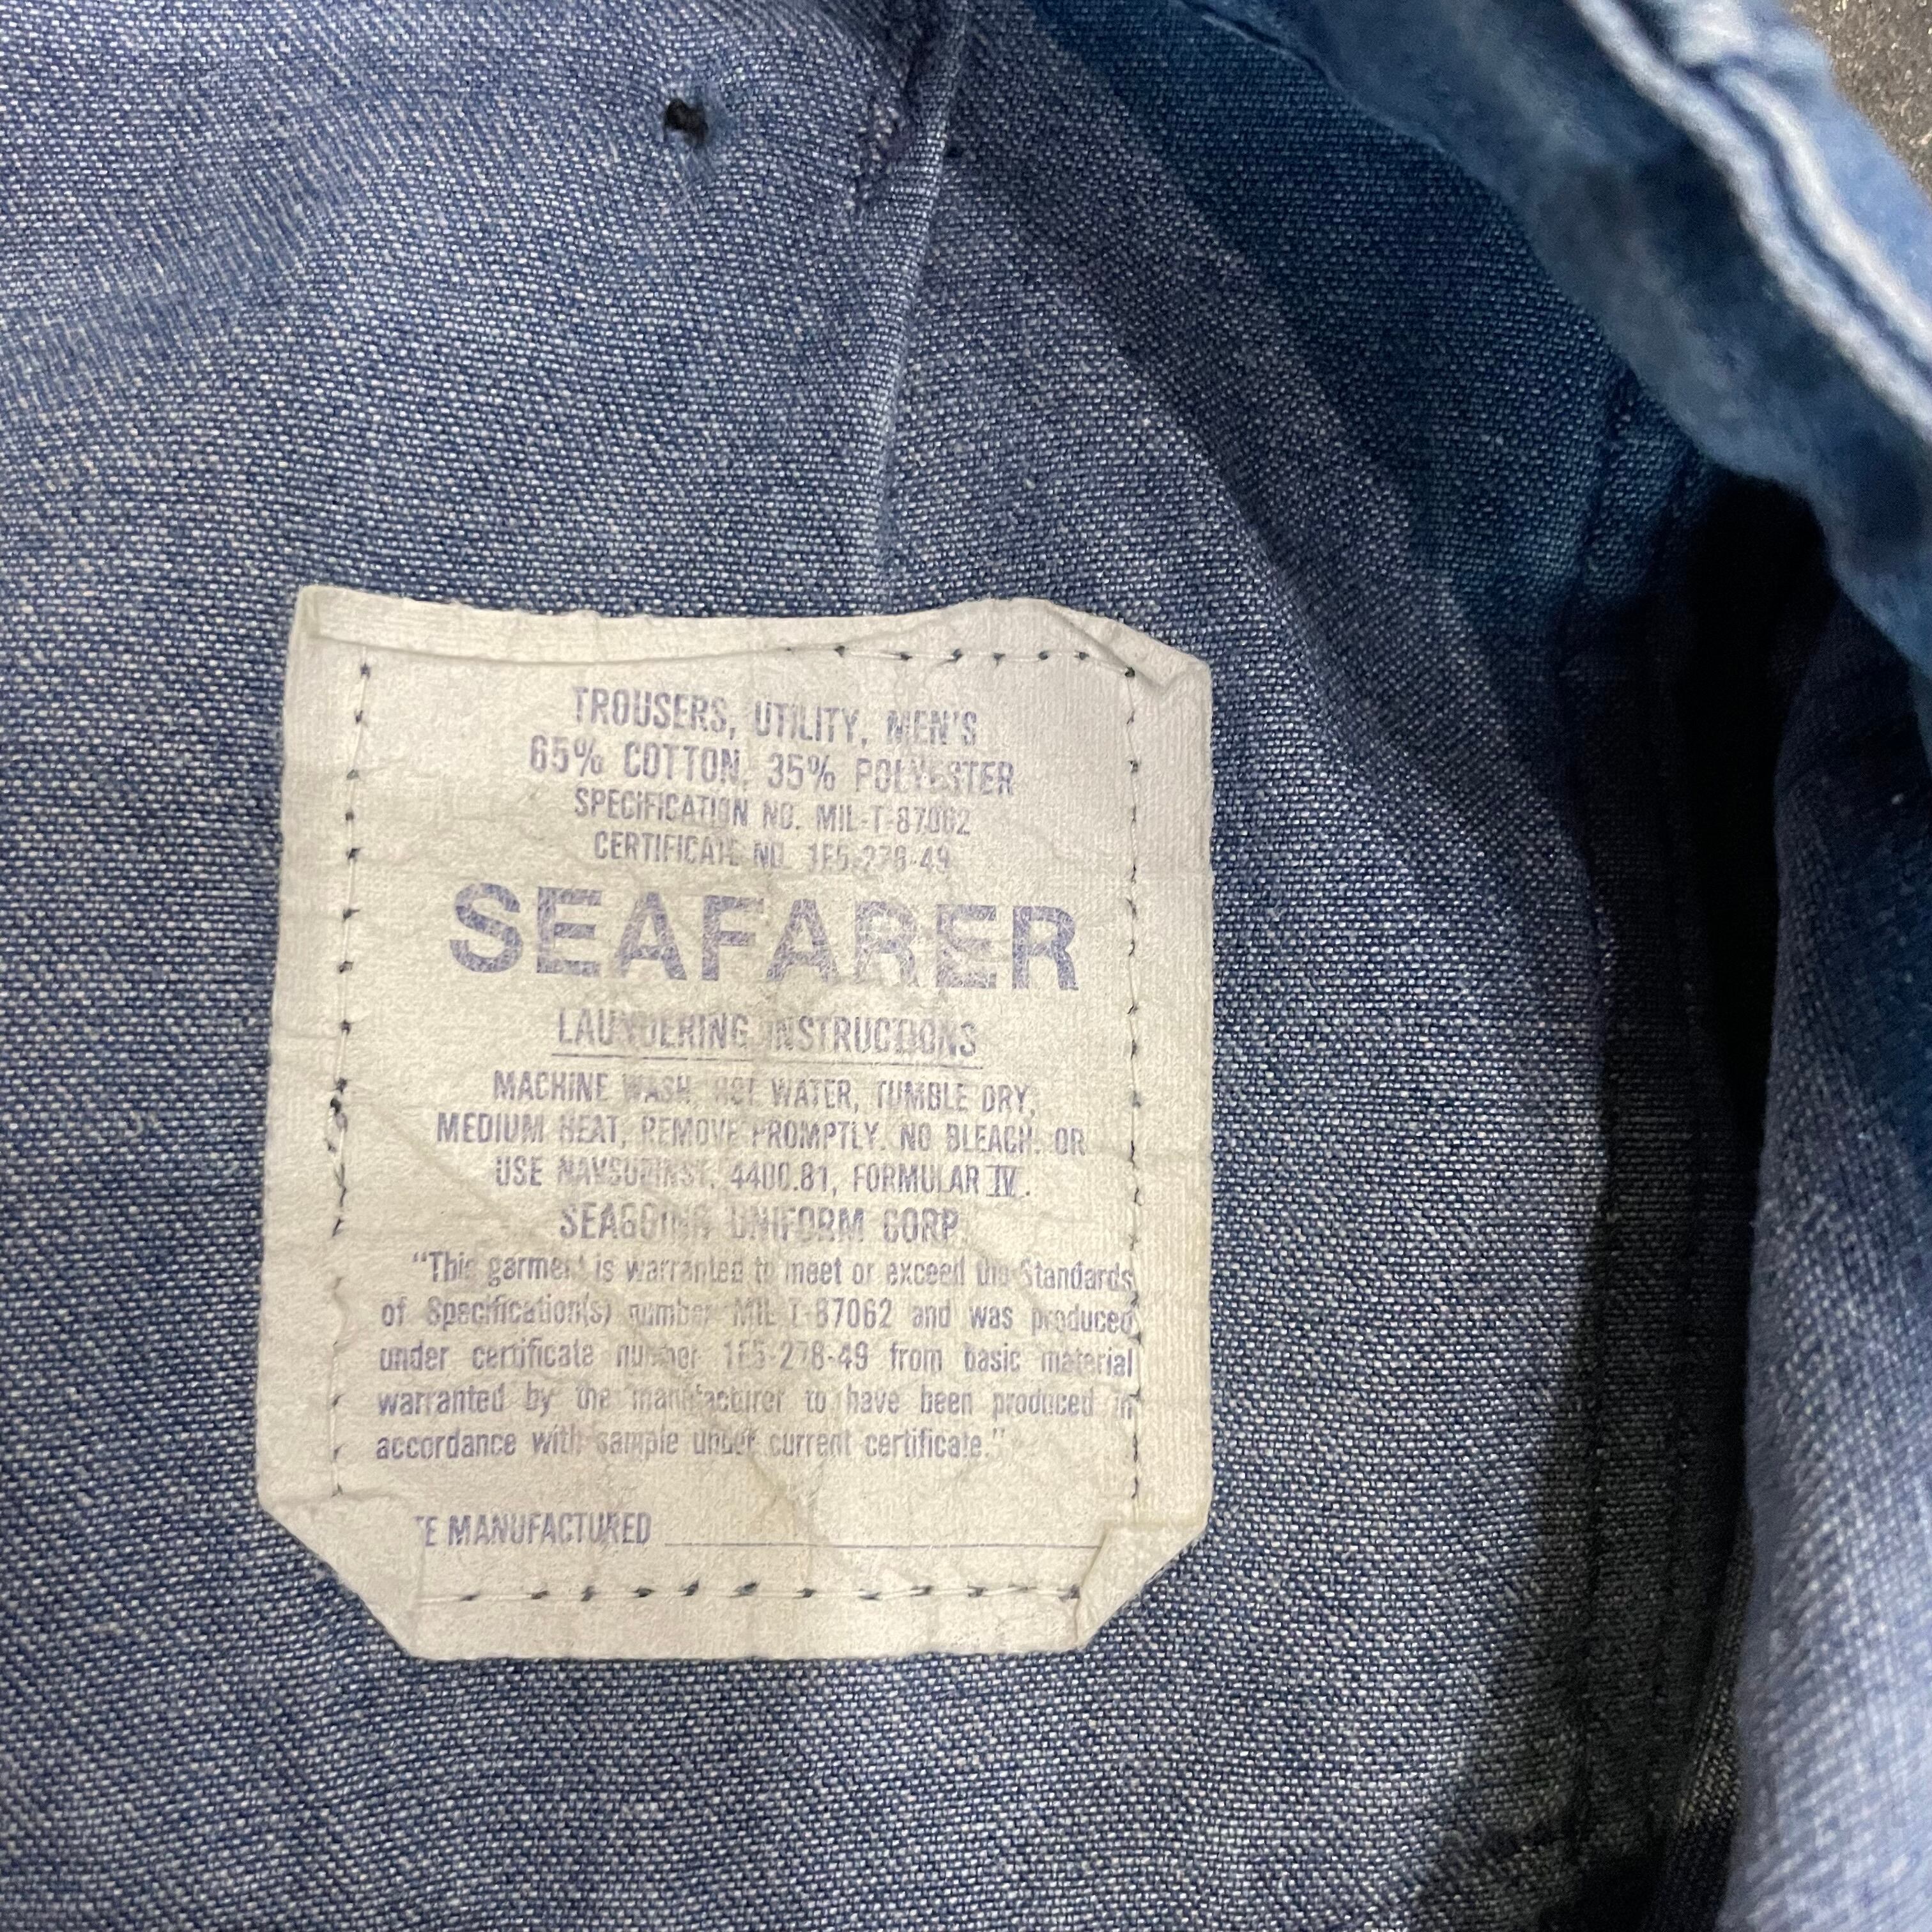 TROUSERS, UTILITY, MEN'S
65% COTTON, 35% POLYESTER
SPECIFICATION NO. MIL-T-87062
CERTIFICATE NO. 1F5-278-49
SEAFARER
LAUNDERING INSTRUCTIONS
MACHINE WASH, HOT WATER, TUMBLE DRY,
MEDIUM HEAT, REMOVE PROMPTLY. NO BLEACH. OR
USE NAVSUPINST. 4400.81, FORMULAR IV.
SEAGOING UNIFORM CORP.
“This garment is warranted to meet or exceed the Standards
of Specification(s) number MIL-T-87062 and was produced
under certificate number 1F5-278-49 from basic material
warranted by the manufacturer to have been produced in
accordance with sample under current certificate.”
TE MANUFACTURED